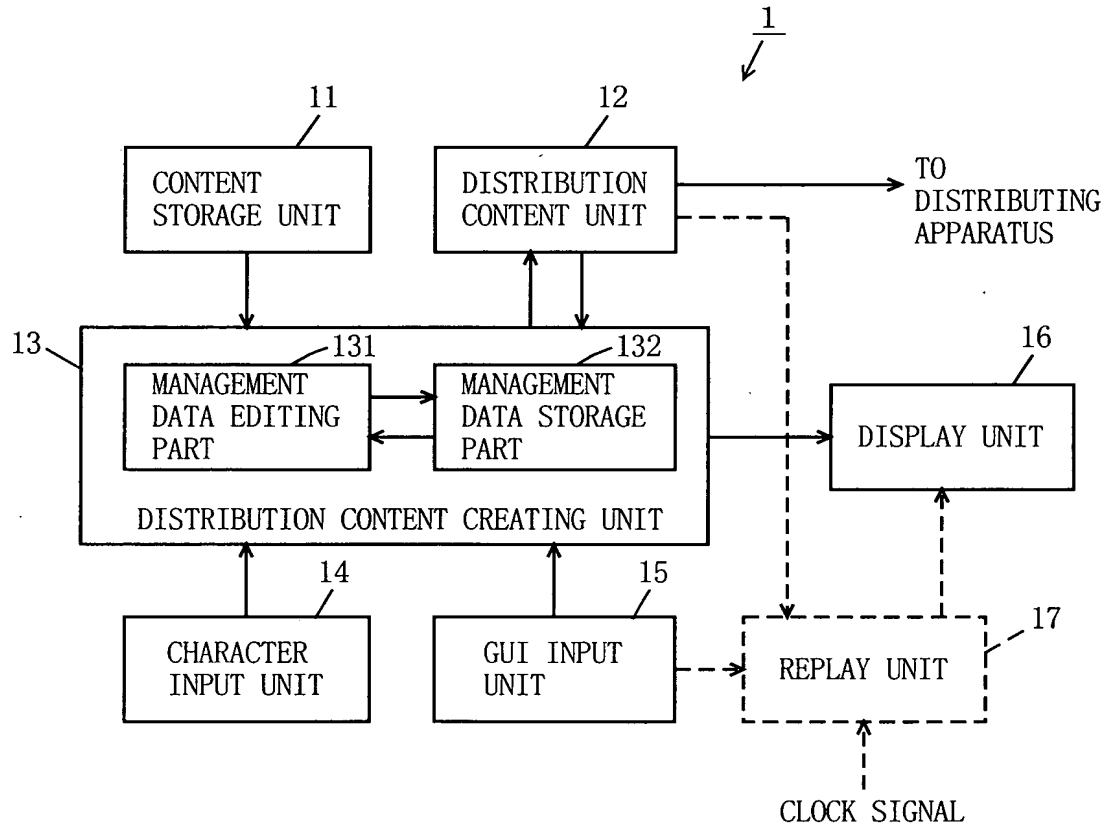 1
11
12
CONTENT
STORAGE UNIT
DISTRIBUTION
CONTENT UNIT
TO
DISTRIBUTING
APPARATUS
13
131
132
16
MANAGEMENT
DATA EDITING
PART
MANAGEMENT
DATA STORAGE
PART
DISPLAY UNIT
DISTRIBUTION CONTENT CREATING UNIT
14
15
17
CHARACTER
INPUT UNIT
GUI INPUT
UNIT
REPLAY UNIT
CLOCK SIGNAL